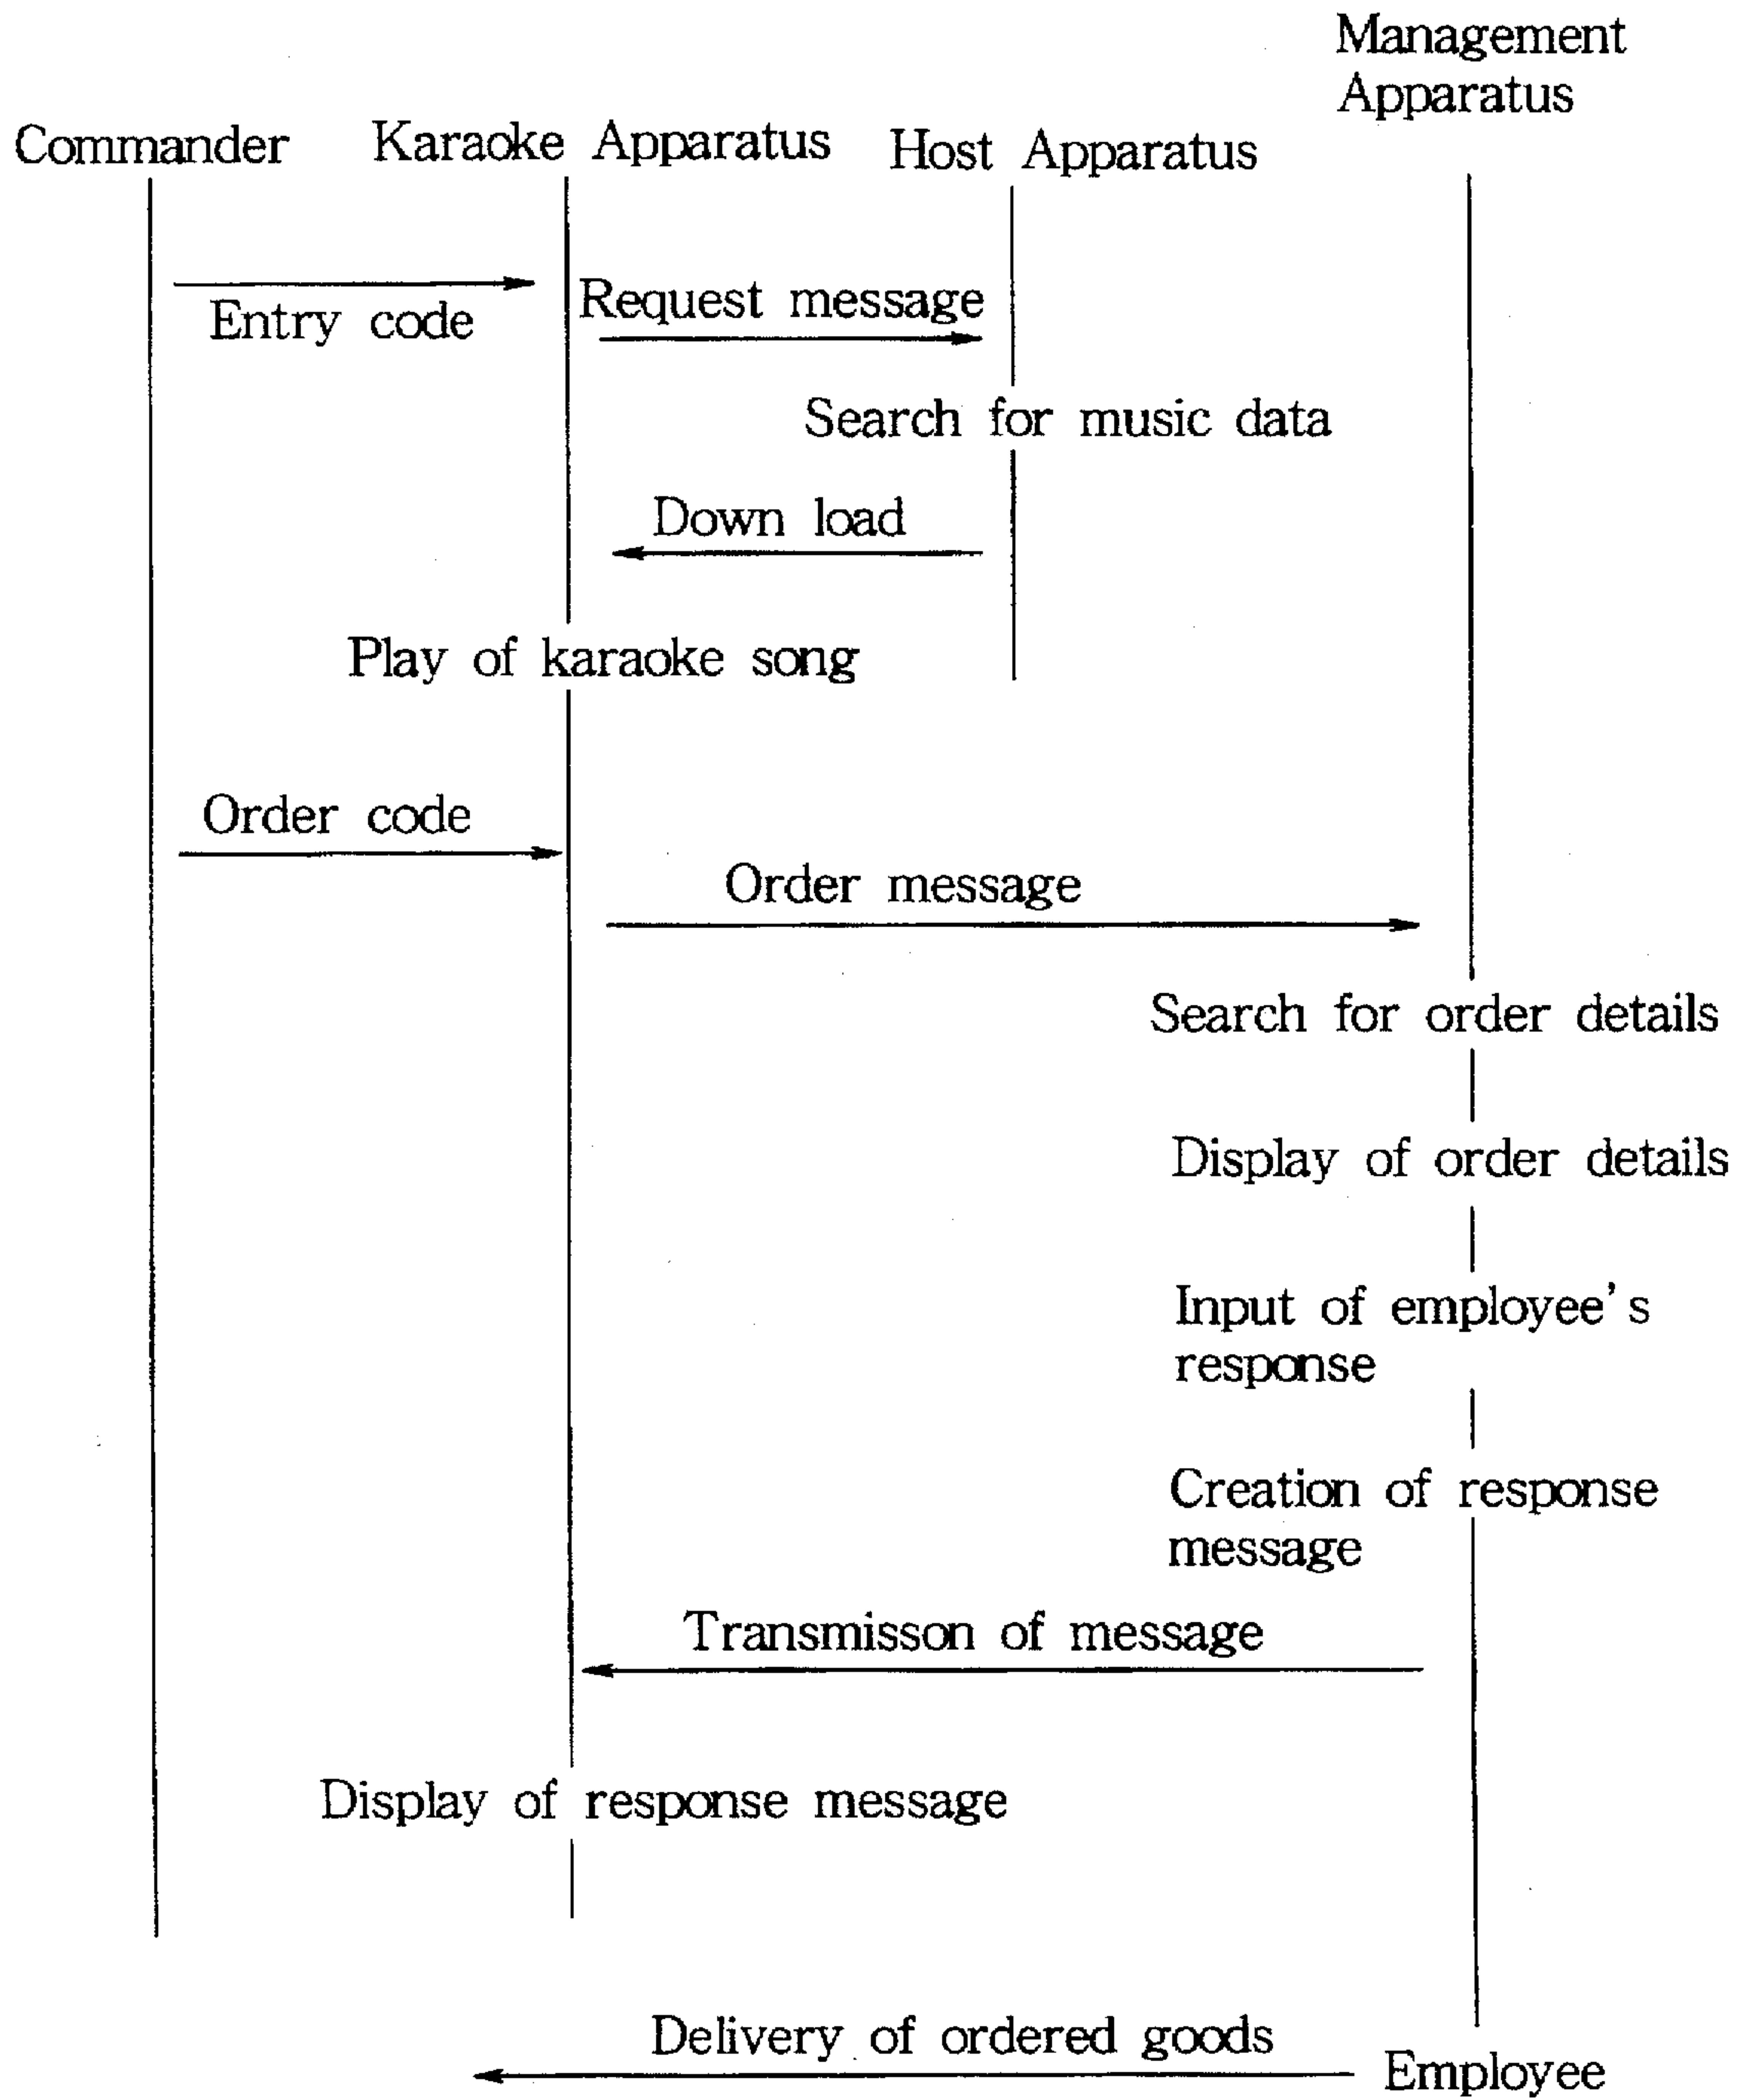 Management
Apparatus
Commander
Karaoke Apparatus
Host Apparatus
Entry code
Request message
Search for music data
Down load
Play of karaoke song
Order code
Order message
Search for order details
Display of order details
Input of employee's
response
Creation of response
message
Transmisson of message
Display of response message
Delivery of ordered goods
Employee